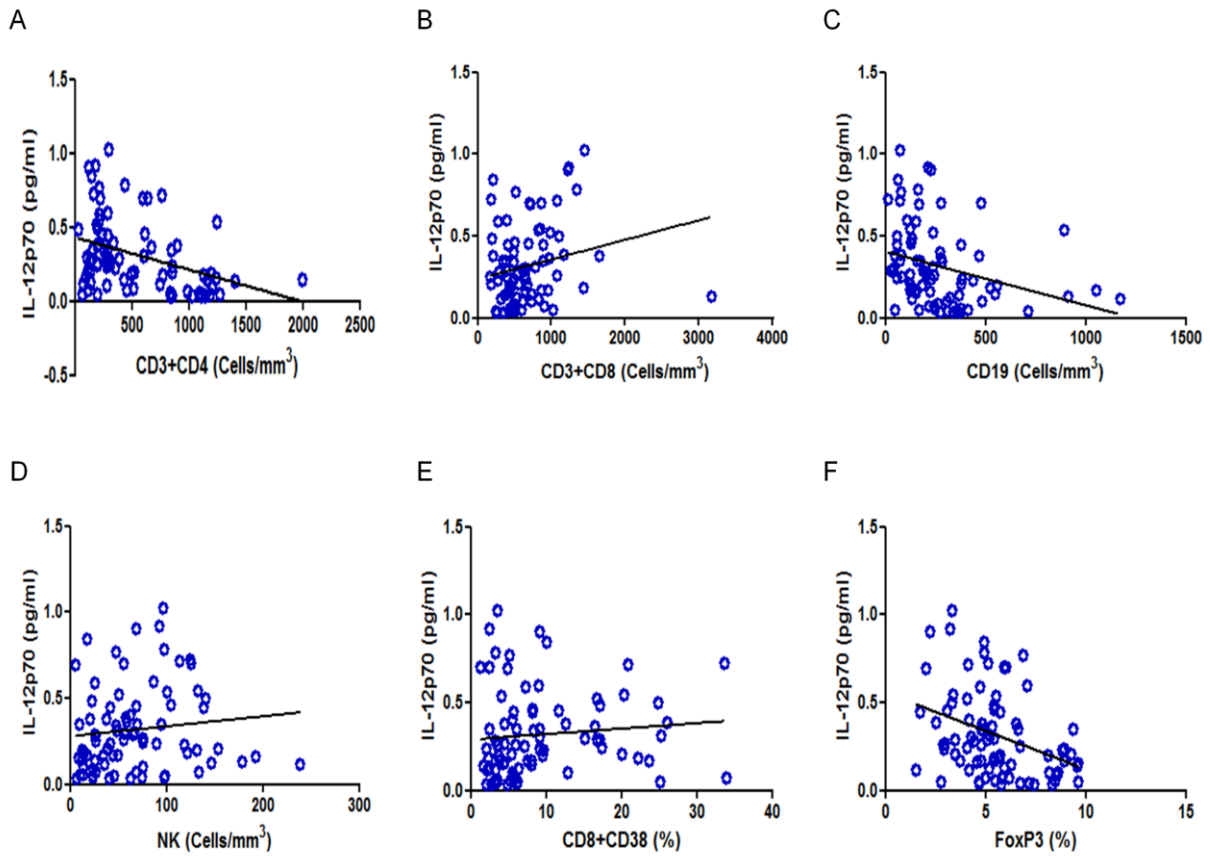 A
IL-12p70 (pg/ml)
1.5
1.0
0.5
0.0
-0.5
500
1000
1500
2000
2500
CD3+CD4 (Cells/mm³)
B
IL-12p70 (pg/ml)
1.5
1.0
0.5
0.0
0
1000
2000
3000
4000
CD3+CD8 (Cells/mm³)
C
IL-12p70 (pg/ml)
1.5
1.0
0.5
0.0
0
500
1000
1500
CD19 (Cells/mm³)
D
IL-12p70 (pg/ml)
1.5
1.0
0.5
0.0
0
100
200
300
NK (Cells/mm³)
E
IL-12p70 (pg/ml)
1.5
1.0
0.5
0.0
0
10
20
30
40
CD8+CD38 (%)
F
IL-12p70 (pg/ml)
1.5
1.0
0.5
0.0
0
5
10
15
FoxP3 (%)